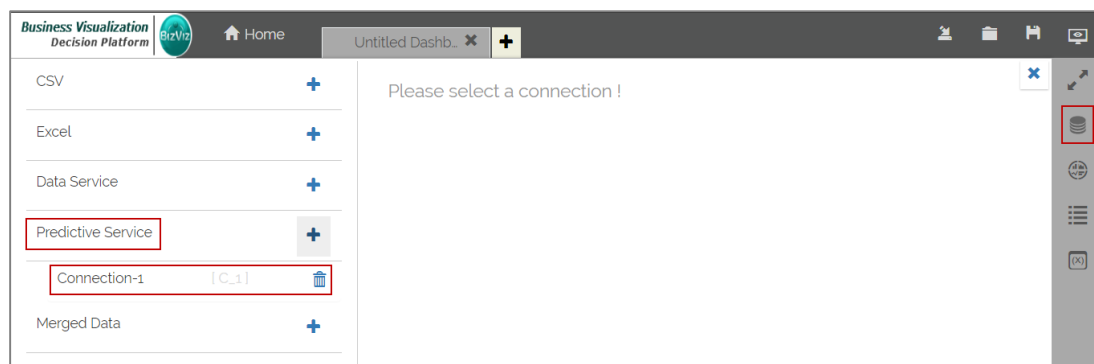 Business Visualization
Decision Platform
BizViz
Home
Untitled Dashb..
CSV
Please select a connection !
Excel
Data Service
Predictive Service
Connection-1 [ C_1 ]
Merged Data
(X)